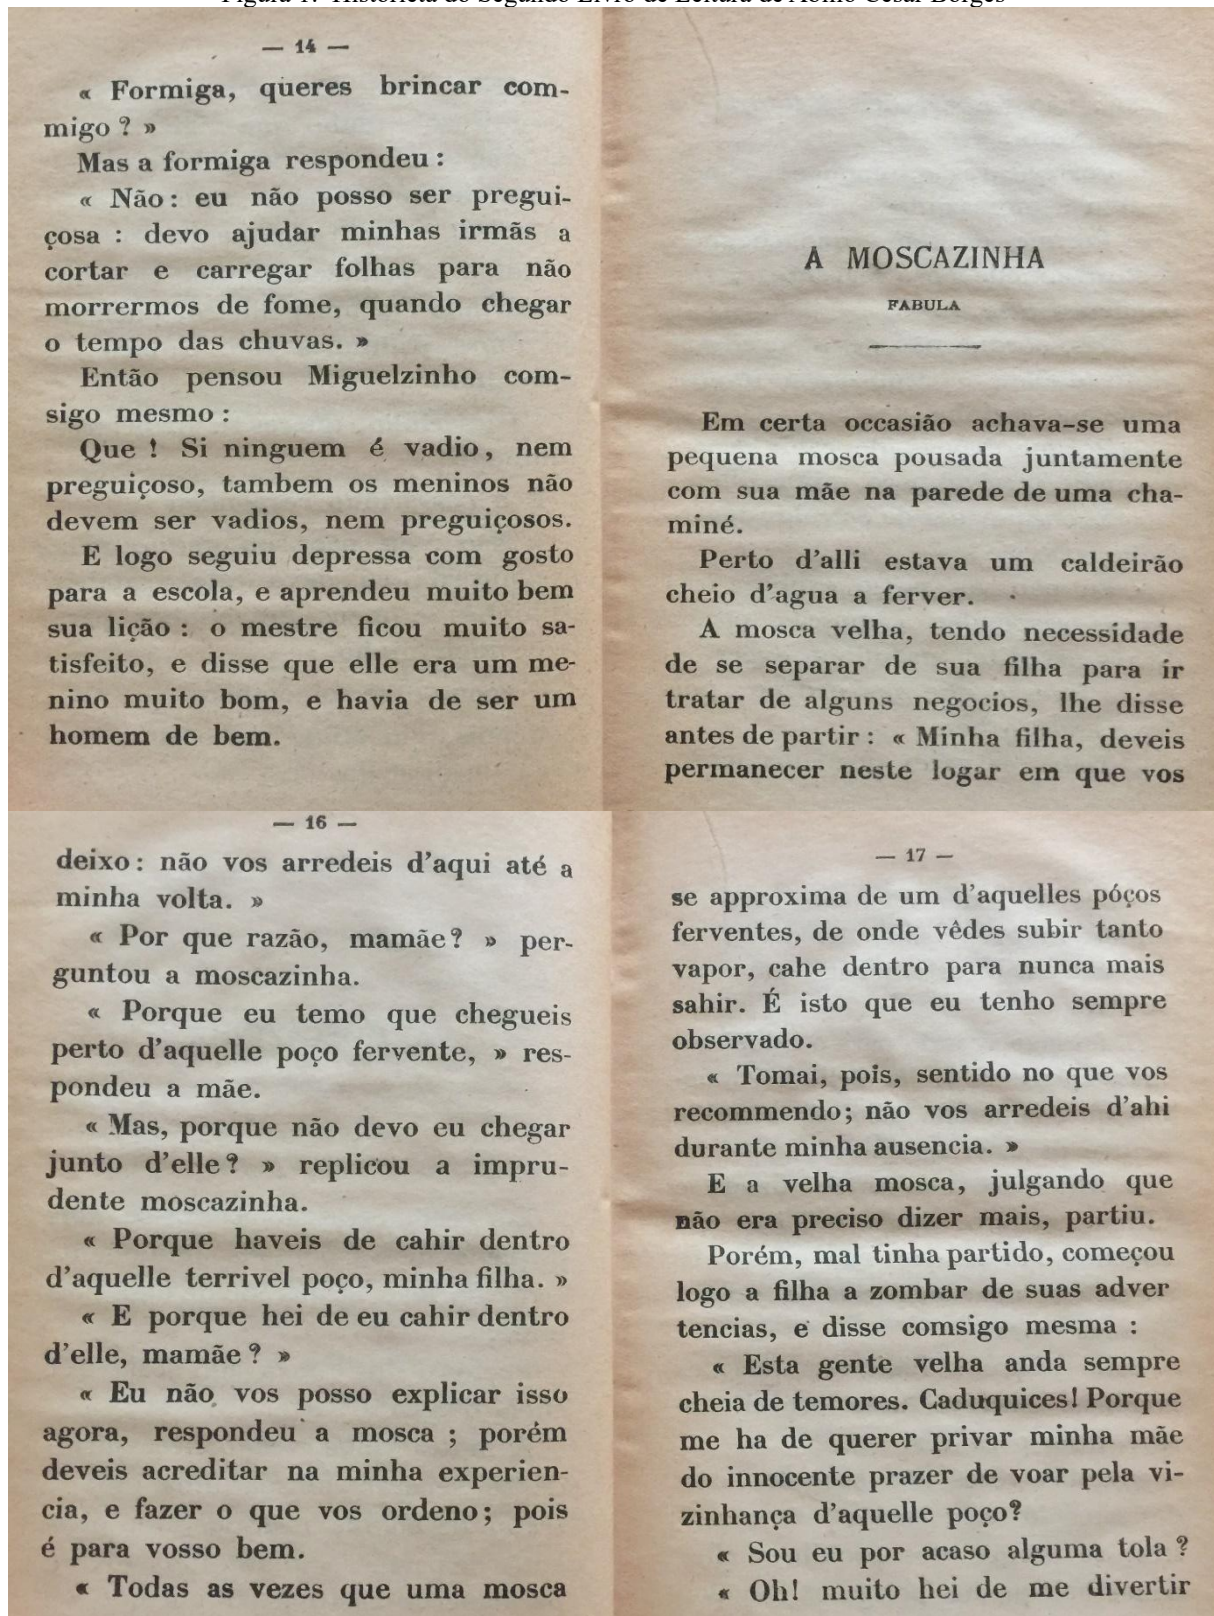 Figura 1: Historieta do Segundo Livro de Leitura de Abílio César Borges
— 14 —
« Formiga, queres brincar com-
migo ? »
Mas a formiga respondeu :
« Não : eu não posso ser pregui-
çosa : devo ajudar minhas irmãs a
cortar e carregar folhas para não
morrermos de fome, quando chegar
o tempo das chuvas. »
Então pensou Miguelzinho com-
sigo mesmo :
Que ! Si ninguem é vadio, nem
preguiçoso, tambem os meninos não
devem ser vadios, nem preguiçosos.
E logo seguiu depressa com gosto
para a escola, e aprendeu muito bem
sua lição : o mestre ficou muito sa-
tisfeito, e disse que elle era um me-
nino muito bom, e havia de ser um
homem de bem.
A MOSCAZINHA
FABULA
Em certa occasião achava-se uma
pequena mosca pousada juntamente
com sua mãe na parede de uma cha-
miné.
Perto d'alli estava um caldeirão
cheio d'agua a ferver.
A mosca velha, tendo necessidade
de se separar de sua filha para ir
tratar de alguns negocios, lhe disse
antes de partir : « Minha filha, deveis
permanecer neste logar em que vos
— 16 —
deixo : não vos arredeis d'aqui até a
minha volta. »
« Por que razão, mamãe ? » per-
guntou a moscazinha.
« Porque eu temo que chegueis
perto d'aquelle poço fervente, » res-
pondeu a mãe.
« Mas, porque não devo eu chegar
junto d'elle ? » replicou a impru-
dente moscazinha.
« Porque haveis de cahir dentro
d'aquelle terrivel poço, minha filha. »
« E porque hei de eu cahir dentro
d'elle, mamãe ? »
« Eu não vos posso explicar isso
agora, respondeu a mosca ; porém
deveis acreditar na minha experien-
cia, e fazer o que vos ordeno ; pois
é para vosso bem.
« Todas as vezes que uma mosca
— 17 —
se approxima de um d'aquelles póços
ferventes, de onde vêdes subir tanto
vapor, cahe dentro para nunca mais
sahir. É isto que eu tenho sempre
observado.
« Tomai, pois, sentido no que vos
recommendo; não vos arredeis d'ahi
durante minha ausencia. »
E a velha mosca, julgando que
não era preciso dizer mais, partiu.
Porém, mal tinha partido, começou
logo a filha a zombar de suas adver
tencias, e disse comsigo mesma :
« Esta gente velha anda sempre
cheia de temores. Caduquices! Porque
me ha de querer privar minha mãe
do innocente prazer de voar pela vi-
zinhança d'aquelle poço?
« Sou eu por acaso alguma tola ?
« Oh! muito hei de me divertir